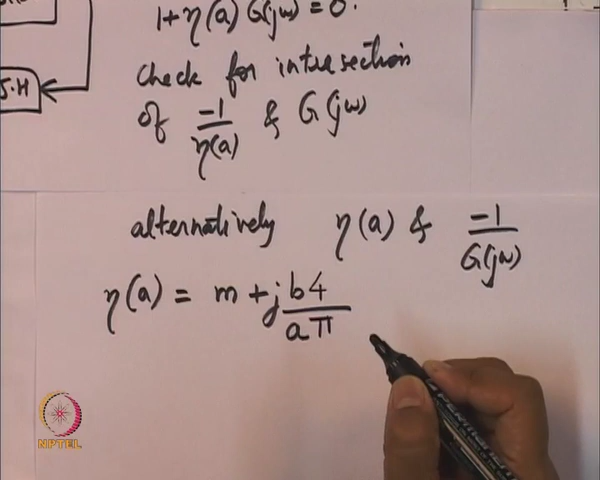 1+η(a) G(jω) = 0.
S.H
check for intersection
of -1/η(a) & G(jω)
alternatively η(a) & -1/G(jω)
η(a) = m + j b4/aπ
NPTEL